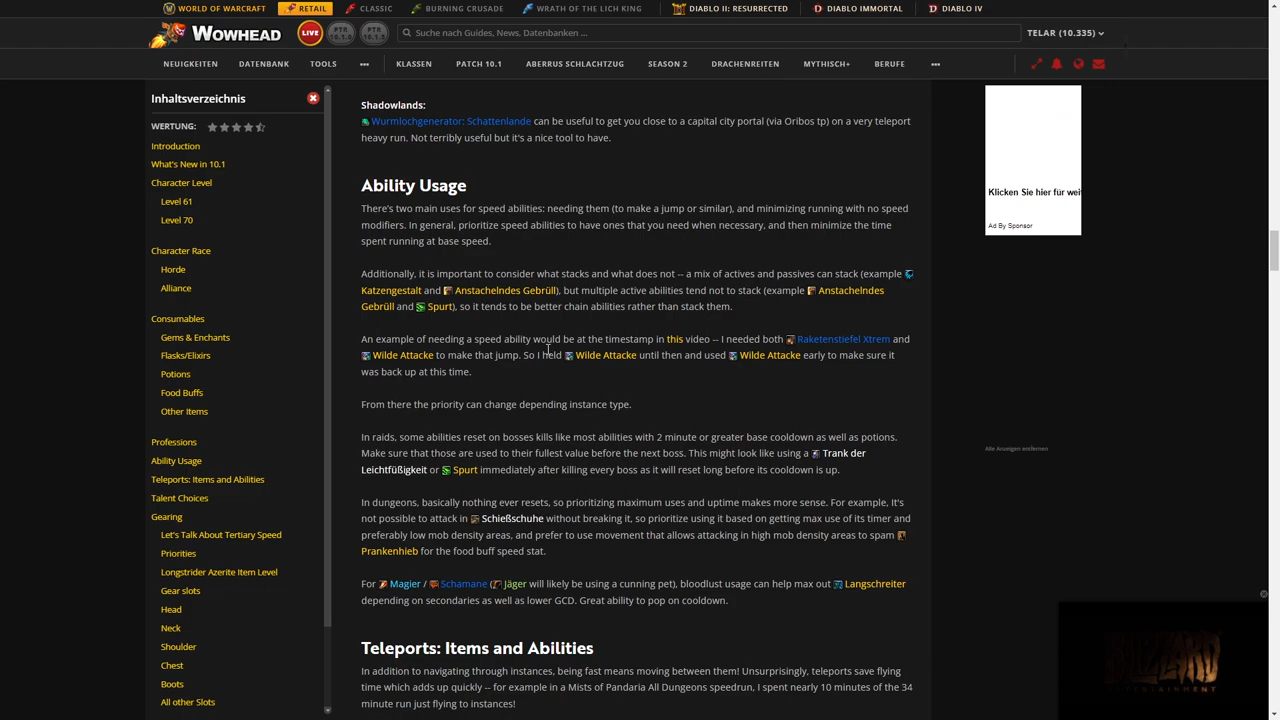 WORLD OF WARCRAFT RETAIL CLASSIC BURNING CRUSADE WRATH OF THE LICH KING DIABLO II: RESURRECTED DIABLO IMMORTAL DIABLO IV
WOWHEAD LIVE PTR 10.1.0 PTR 10.1.5 Suche nach Guides, News, Datenbanken ... TELAR (10.335)
NEUIGKEITEN DATENBANK TOOLS ••• KLASSEN PATCH 10.1 ABERRUS SCHLACHTZUG SEASON 2 DRACHENREITEN MYTHISCH+ BERUFE •••
Inhaltsverzeichnis
WERTUNG:
Introduction
What's New in 10.1
Character Level
Level 61
Level 70
Character Race
Horde
Alliance
Consumables
Gems & Enchants
Flasks/Elixirs
Potions
Food Buffs
Other Items
Professions
Ability Usage
Teleports: Items and Abilities
Talent Choices
Gearing
Let's Talk About Tertiary Speed
Priorities
Longstrider Azerite Item Level
Gear slots
Head
Neck
Shoulder
Chest
Boots
All other Slots
Shadowlands:
Wurmlochgenerator: Schattenlande can be useful to get you close to a capital city portal (via Oribos tp) on a very teleport
heavy run. Not terribly useful but it's a nice tool to have.
Ability Usage
There's two main uses for speed abilities: needing them (to make a jump or similar), and minimizing running with no speed
modifiers. In general, prioritize speed abilities to have ones that you need when necessary, and then minimize the time
spent running at base speed.
Additionally, it is important to consider what stacks and what does not -- a mix of actives and passives can stack (example
Katzengestalt and Anstachelndes Gebrüll), but multiple active abilities tend not to stack (example Anstachelndes
Gebrüll and Spurt), so it tends to be better chain abilities rather than stack them.
An example of needing a speed ability would be at the timestamp in this video -- I needed both Raketenstiefel Xtrem and
Wilde Attacke to make that jump. So I held Wilde Attacke until then and used Wilde Attacke early to make sure it
was back up at this time.
From there the priority can change depending instance type.
In raids, some abilities reset on bosses kills like most abilities with 2 minute or greater base cooldown as well as potions.
Make sure that those are used to their fullest value before the next boss. This might look like using a Trank der
Leichtfüßigkeit or Spurt immediately after killing every boss as it will reset long before its cooldown is up.
In dungeons, basically nothing ever resets, so prioritizing maximum uses and uptime makes more sense. For example, It's
not possible to attack in Schießschuhe without breaking it, so prioritize using it based on getting max use of its timer and
preferably low mob density areas, and prefer to use movement that allows attacking in high mob density areas to spam
Prankenhieb for the food buff speed stat.
For Magier / Schamane ( Jäger will likely be using a cunning pet), bloodlust usage can help max out Langschreiter
depending on secondaries as well as lower GCD. Great ability to pop on cooldown.
Teleports: Items and Abilities
In addition to navigating through instances, being fast means moving between them! Unsurprisingly, teleports save flying
time which adds up quickly -- for example in a Mists of Pandaria All Dungeons speedrun, I spent nearly 10 minutes of the 34
minute run just flying to instances!
Klicken Sie hier für wei
Ad By Sponsor
Alle Anzeigen entfernen
BLIZZARD
ENTERTAINMENT